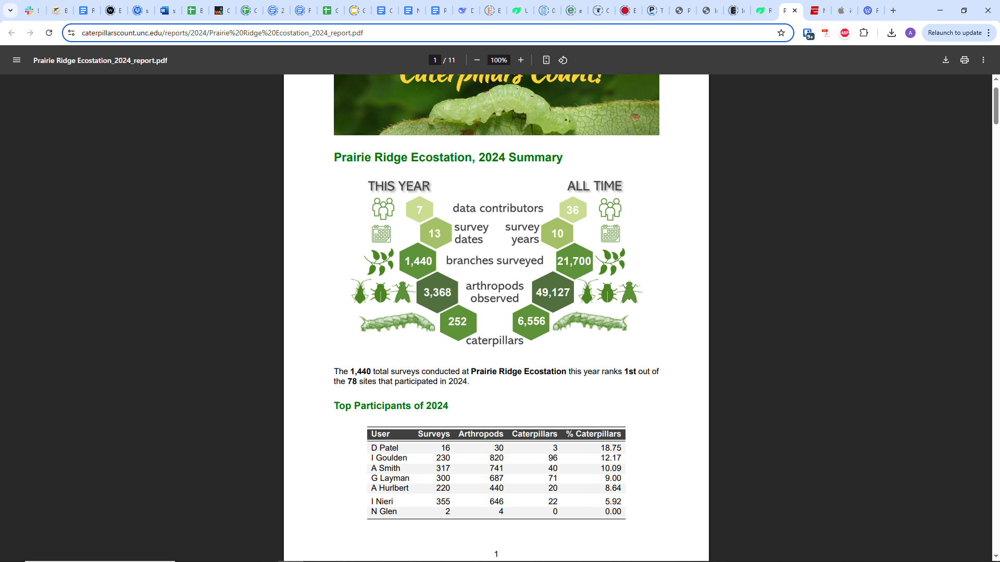 ! B R E s s B C C 2 F C G C N P D E U 0 e C E T P I I R P N i F
caterpillarscount.unc.edu/reports/2024/Prairie%20Ridge%20Ecostation_2024_report.pdf
9+ ABP A Relaunch to update
Prairie Ridge Ecostation_2024_report.pdf 1 / 11 100%
Caterpillars Count!
Prairie Ridge Ecostation, 2024 Summary
THIS YEAR ALL TIME
7 data contributors 36
13 survey dates survey years 10
1,440 branches surveyed 21,700
3,368 arthropods observed 49,127
252 caterpillars 6,556
The 1,440 total surveys conducted at Prairie Ridge Ecostation this year ranks 1st out of
the 78 sites that participated in 2024.
Top Participants of 2024
User Surveys Arthropods Caterpillars % Caterpillars
D Patel 16 30 3 18.75
I Goulden 230 820 96 12.17
A Smith 317 741 40 10.09
G Layman 300 687 71 9.00
A Hurlbert 220 440 20 8.64
I Nieri 355 646 22 5.92
N Glen 2 4 0 0.00
1